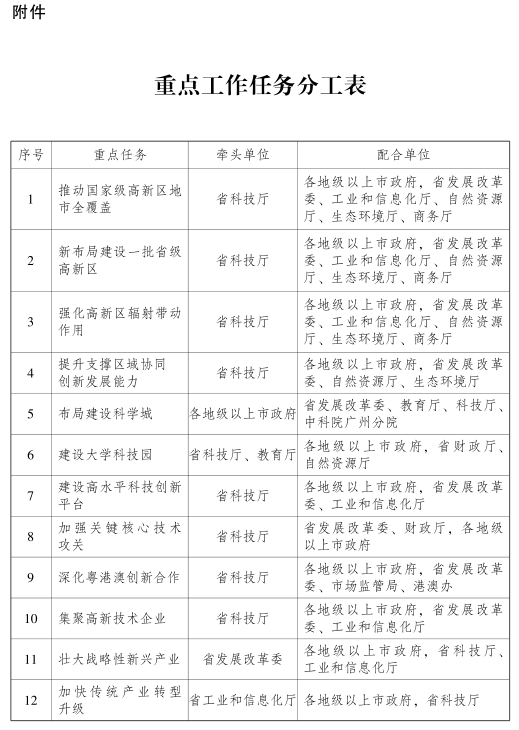 附件
重点工作任务分工表
序号 重点任务 牵头单位 配合单位
1 推动国家级高新区地市全覆盖 省科技厅 各地级以上市政府，省发展改革委、工业和信息化厅、自然资源厅、生态环境厅、商务厅
2 新布局建设一批省级高新区 省科技厅 各地级以上市政府，省发展改革委、工业和信息化厅、自然资源厅、生态环境厅、商务厅
3 强化高新区辐射带动作用 省科技厅 各地级以上市政府，省发展改革委、工业和信息化厅、自然资源厅、生态环境厅、商务厅
4 提升支撑区域协同创新发展能力 省科技厅 各地级以上市政府，省发展改革委、自然资源厅、生态环境厅
5 布局建设科学城 各地级以上市政府 省发展改革委、教育厅、科技厅、中科院广州分院
6 建设大学科技园 省科技厅、教育厅 各地级以上市政府，省财政厅、自然资源厅
7 建设高水平科技创新平台 省科技厅 各地级以上市政府，省发展改革委、工业和信息化厅
8 加强关键核心技术攻关 省科技厅 省发展改革委、财政厅，各地级以上市政府
9 深化粤港澳创新合作 省科技厅 各地级以上市政府，省发展改革委、市场监管局、港澳办
10 集聚高新技术企业 省科技厅 各地级以上市政府，省发展改革委、工业和信息化厅
11 壮大战略性新兴产业 省发展改革委 各地级以上市政府，省科技厅、工业和信息化厅
12 加快传统产业转型升级 省工业和信息化厅 各地级以上市政府，省科技厅